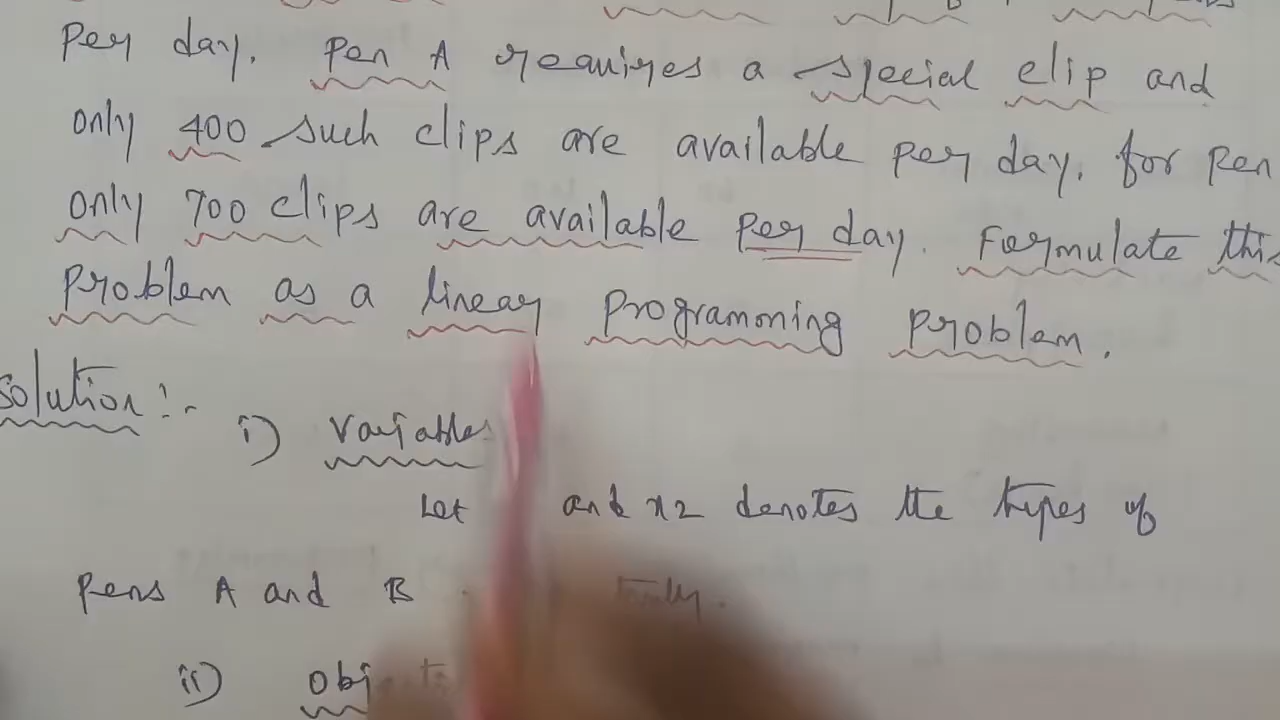 Per day. Pen A requires a special clip and
only 400 such clips are available per day, for Pen
only 700 clips are available per day. Formulate this
problem as a linear programming problem.
Solution:-
i) Variables
Let and x2 denotes the types of
Pens A and B
ii)